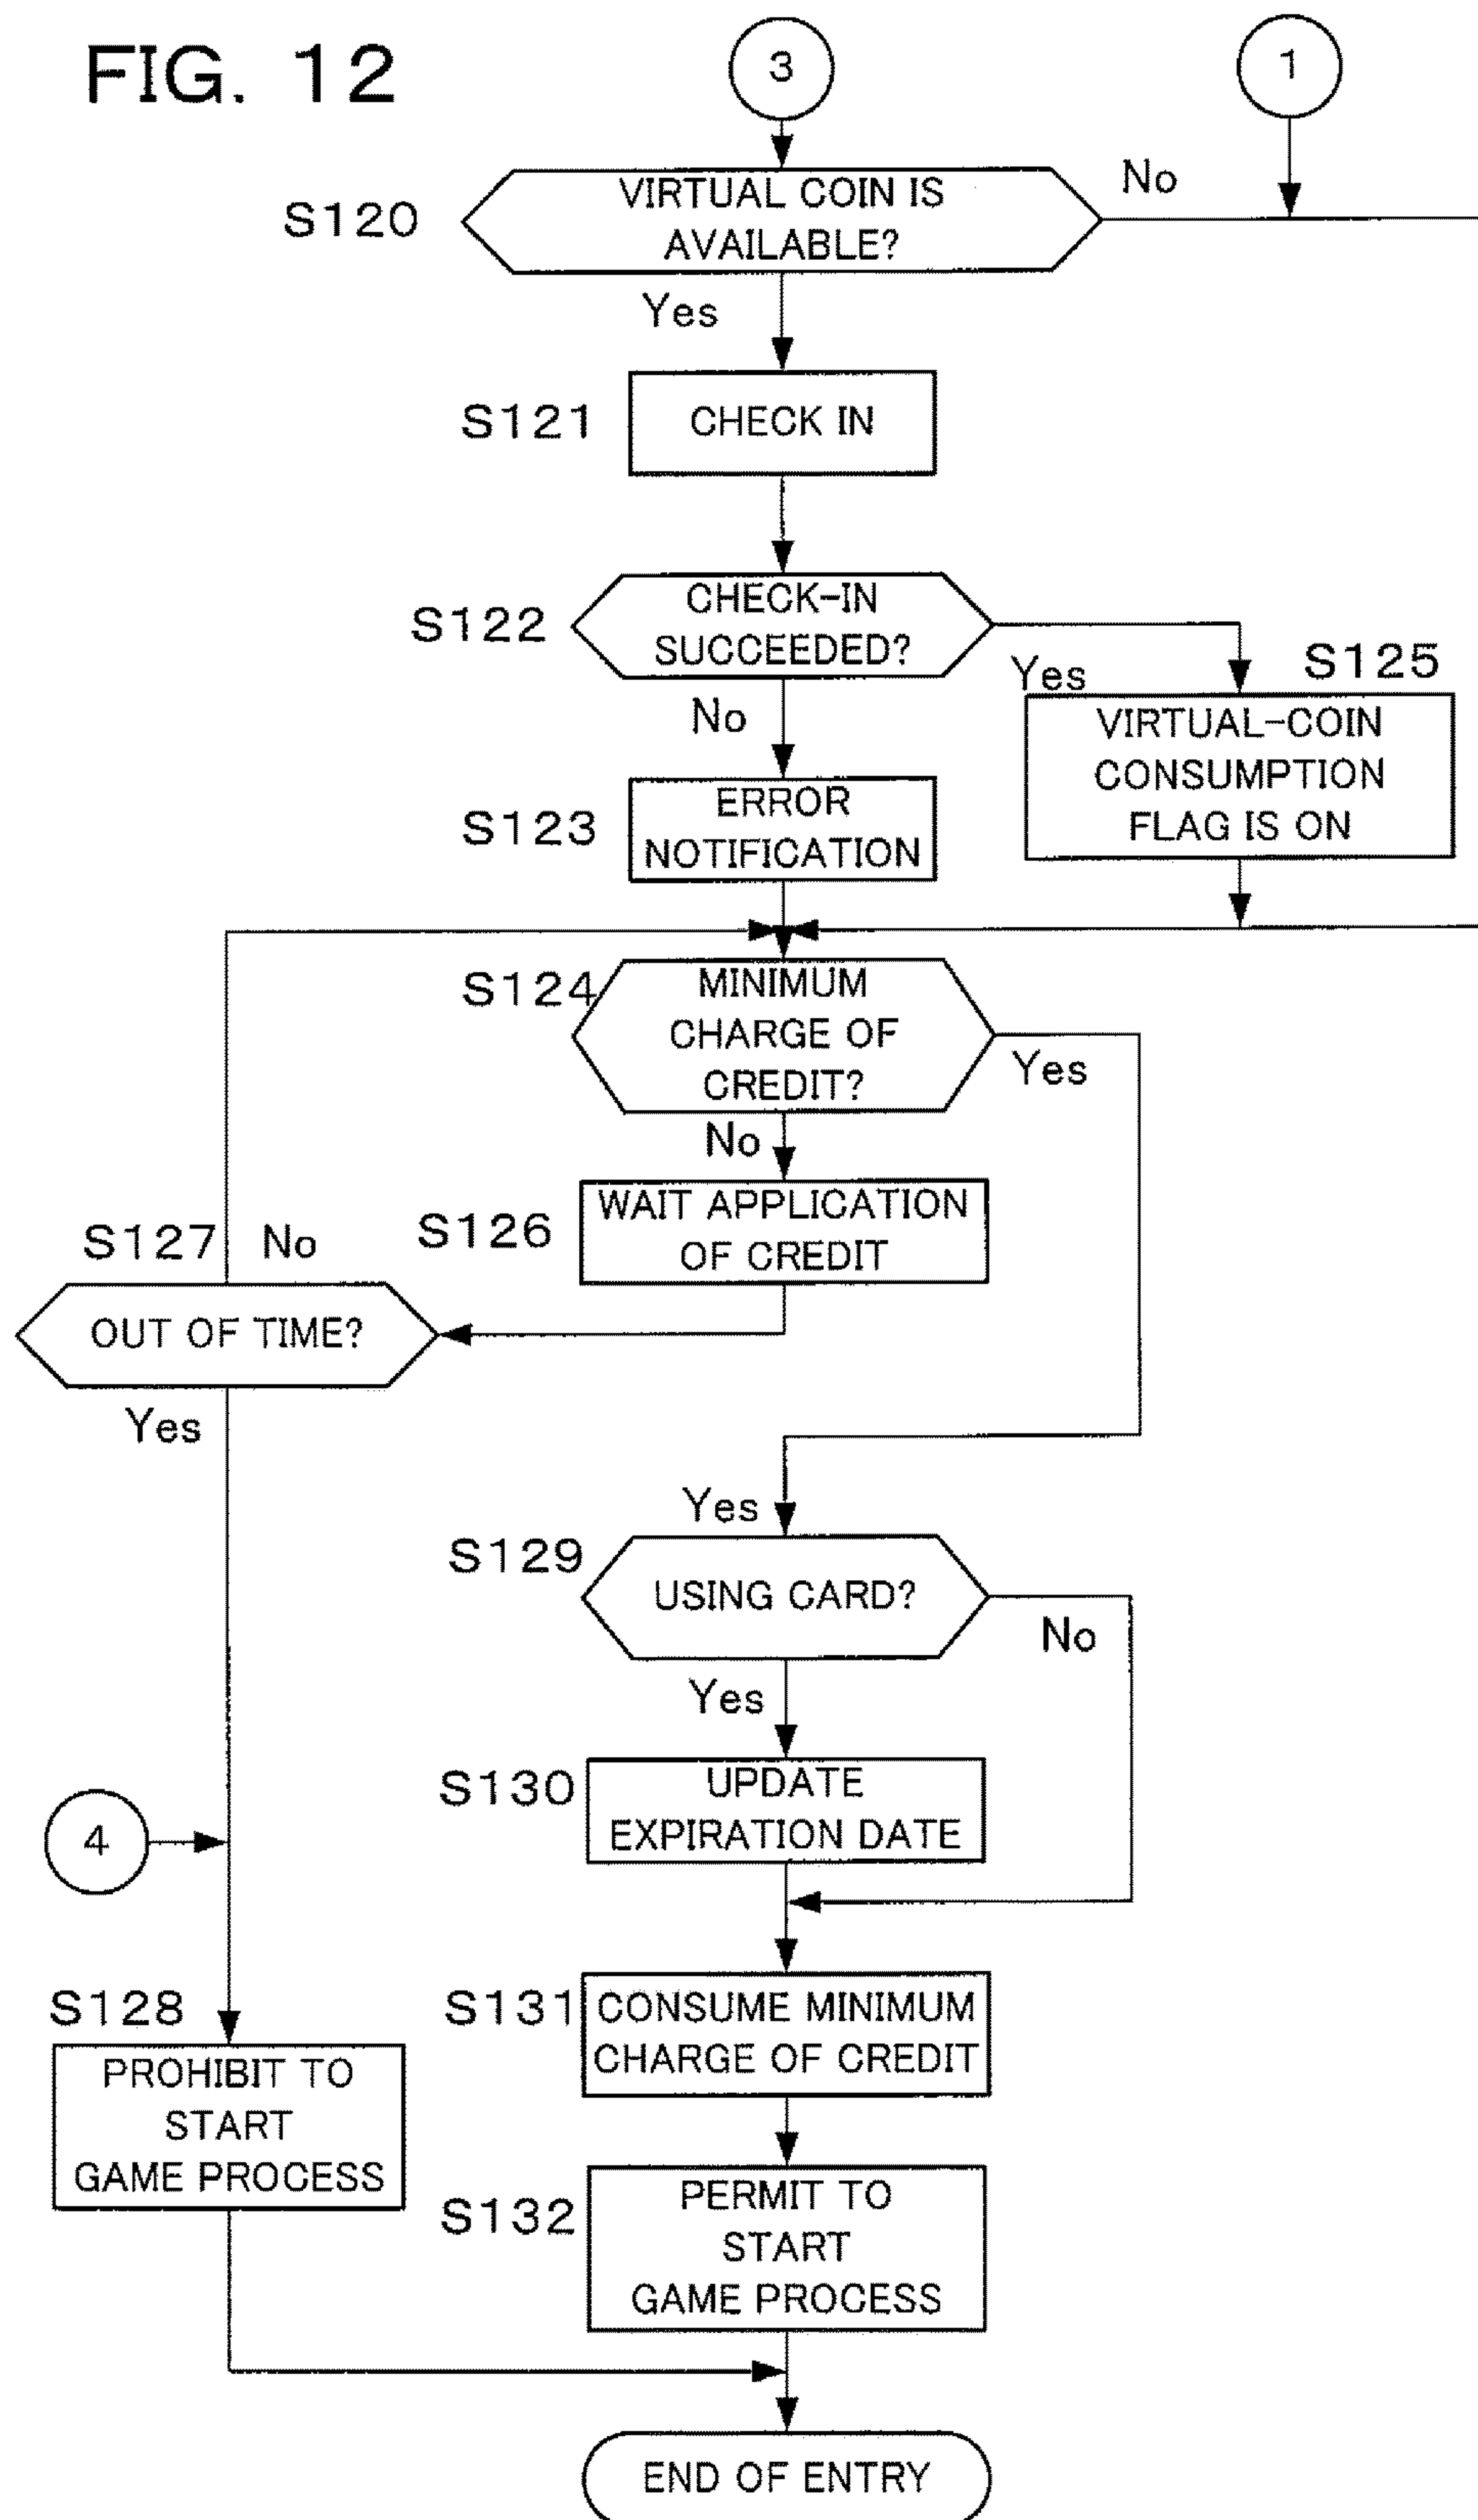 FIG. 12
3
1
S120
VIRTUAL COIN IS
AVAILABLE?
No
Yes
S121
CHECK IN
S122
CHECK-IN
SUCCEEDED?
Yes
No
S125
VIRTUAL-COIN
CONSUMPTION
FLAG IS ON
S123
ERROR
NOTIFICATION
S124
MINIMUM
CHARGE OF
CREDIT?
Yes
No
S126
WAIT APPLICATION
OF CREDIT
S127
No
OUT OF TIME?
Yes
Yes
S129
USING CARD?
No
Yes
S130
UPDATE
EXPIRATION DATE
4
S128
PROHIBIT TO
START
GAME PROCESS
S131
CONSUME MINIMUM
CHARGE OF CREDIT
S132
PERMIT TO
START
GAME PROCESS
END OF ENTRY